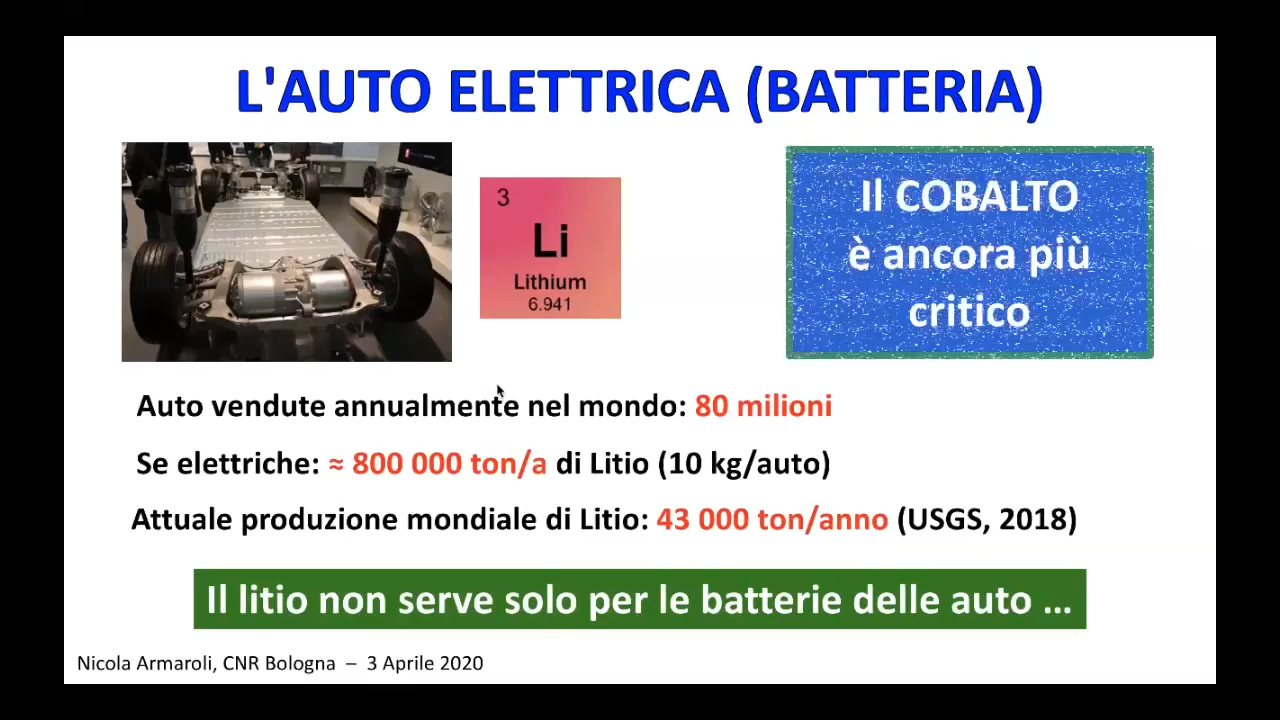 L'AUTO ELETTRICA (BATTERIA)
3
Li
Lithium
6.941
Il COBALTO
è ancora più
critico
Auto vendute annualmente nel mondo: 80 milioni
Se elettriche: ≈ 800 000 ton/a di Litio (10 kg/auto)
Attuale produzione mondiale di Litio: 43 000 ton/anno (USGS, 2018)
Il litio non serve solo per le batterie delle auto ...
Nicola Armaroli, CNR Bologna – 3 Aprile 2020